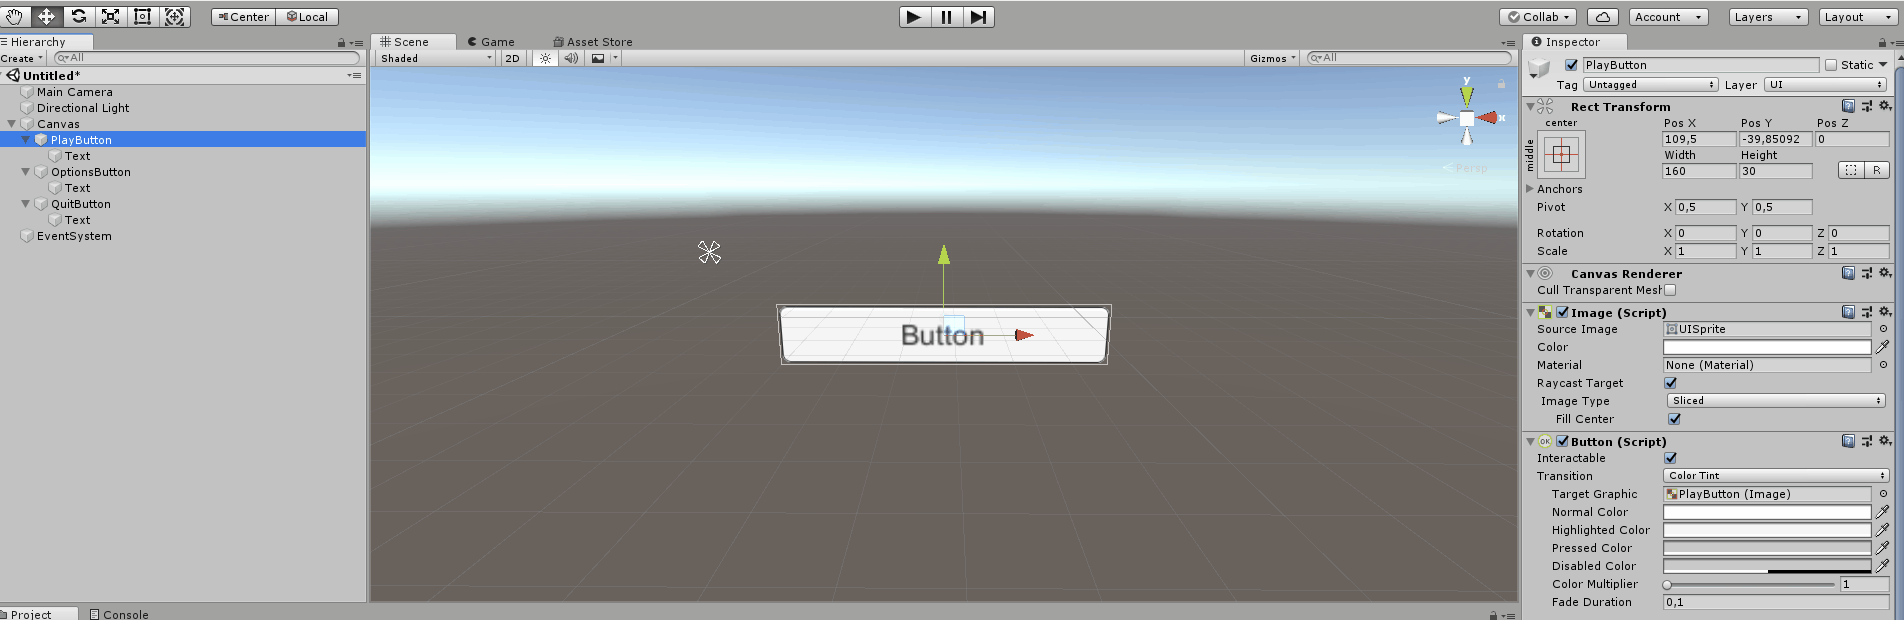 Center Local
Collab Account Layers Layout
Hierarchy
Create All
Untitled*
Main Camera
Directional Light
Canvas
PlayButton
Text
OptionsButton
Text
QuitButton
Text
EventSystem
Scene Game Asset Store
Shaded 2D Gizmos All
y
x
Persp
Button
Inspector
PlayButton Static
Tag Untagged Layer UI
Rect Transform
center
middle
Pos X Pos Y Pos Z
109,5 -39,85092 0
Width Height
160 30
R
Anchors
Pivot X 0,5 Y 0,5
Rotation X 0 Y 0 Z 0
Scale X 1 Y 1 Z 1
Canvas Renderer
Cull Transparent Mesh
Image (Script)
Source Image UISprite
Color
Material None (Material)
Raycast Target
Image Type Sliced
Fill Center
OK Button (Script)
Interactable
Transition Color Tint
Target Graphic PlayButton (Image)
Normal Color
Highlighted Color
Pressed Color
Disabled Color
Color Multiplier 1
Fade Duration 0,1
Project Console